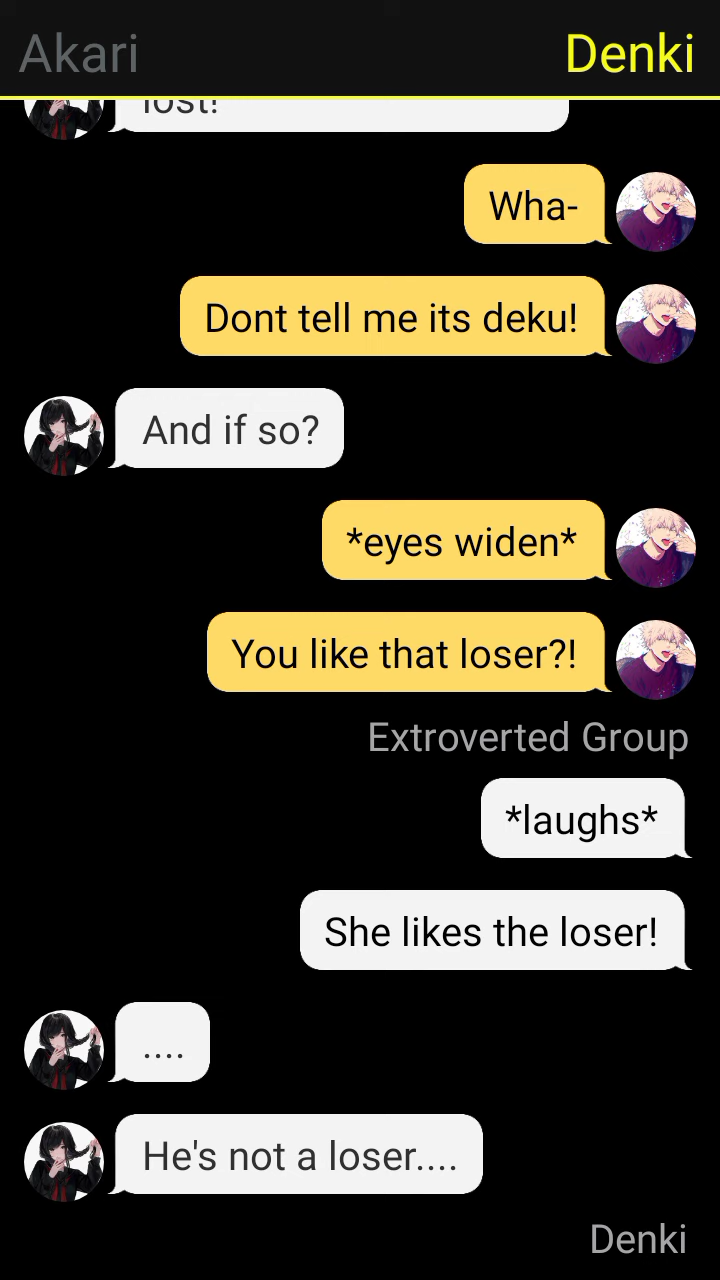 Akari
Denki
lost!
Wha-
Dont tell me its deku!
And if so?
*eyes widen*
You like that loser?!
Extroverted Group
*laughs*
She likes the loser!
....
He's not a loser....
Denki